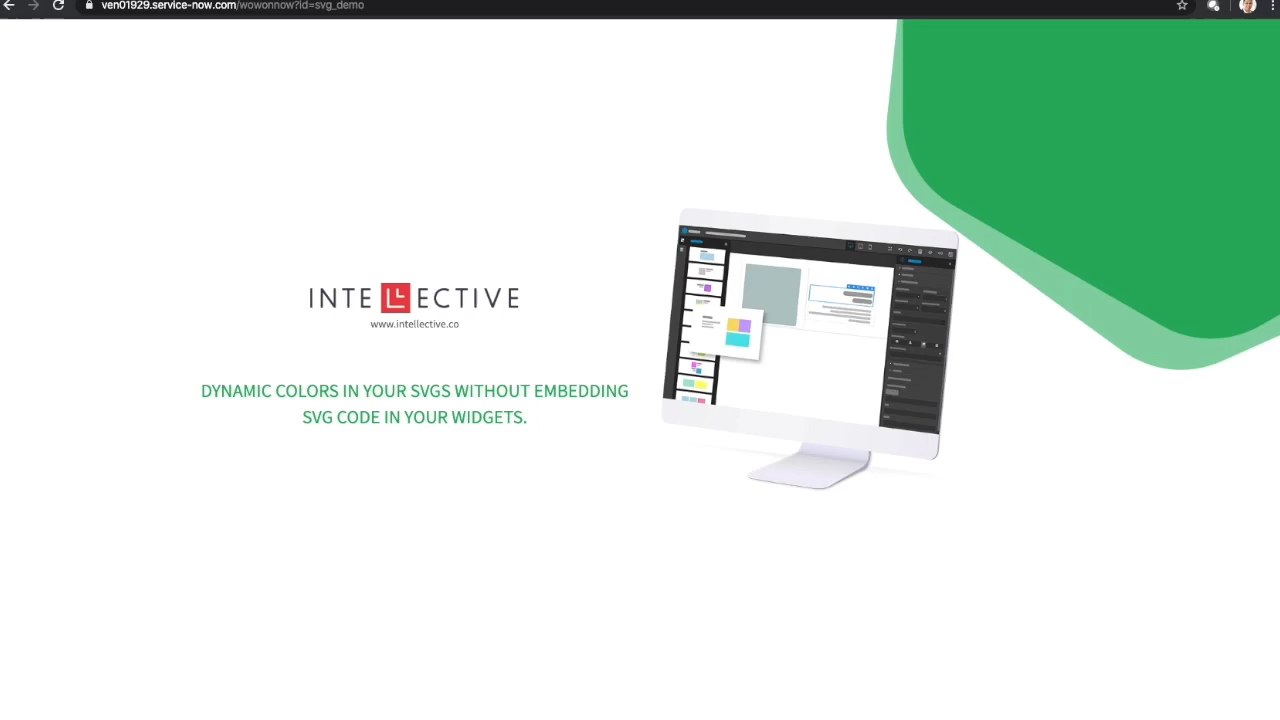 ven01929.service-now.com/wowonnow?id=svg_demo
INTELLECTIVE
www.intellective.co
DYNAMIC COLORS IN YOUR SVGS WITHOUT EMBEDDING
SVG CODE IN YOUR WIDGETS.